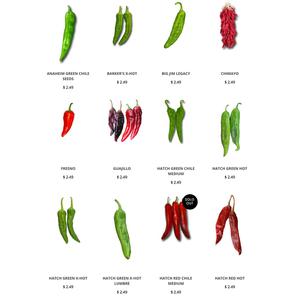 ANAHEIM GREEN CHILE
SEEDS
$ 2.49
BARKER'S X-HOT
$ 2.49
BIG JIM LEGACY
$ 2.49
CHIMAYO
$ 2.49
FRESNO
$ 2.49
GUAJILLO
$ 2.49
HATCH GREEN CHILE
MEDIUM
$ 2.49
HATCH GREEN HOT
$ 2.49
SOLD
OUT
HATCH GREEN X-HOT
$ 2.49
HATCH GREEN X-HOT
LUMBRE
$ 2.49
HATCH RED CHILE
MEDIUM
$ 2.49
HATCH RED HOT
$ 2.49